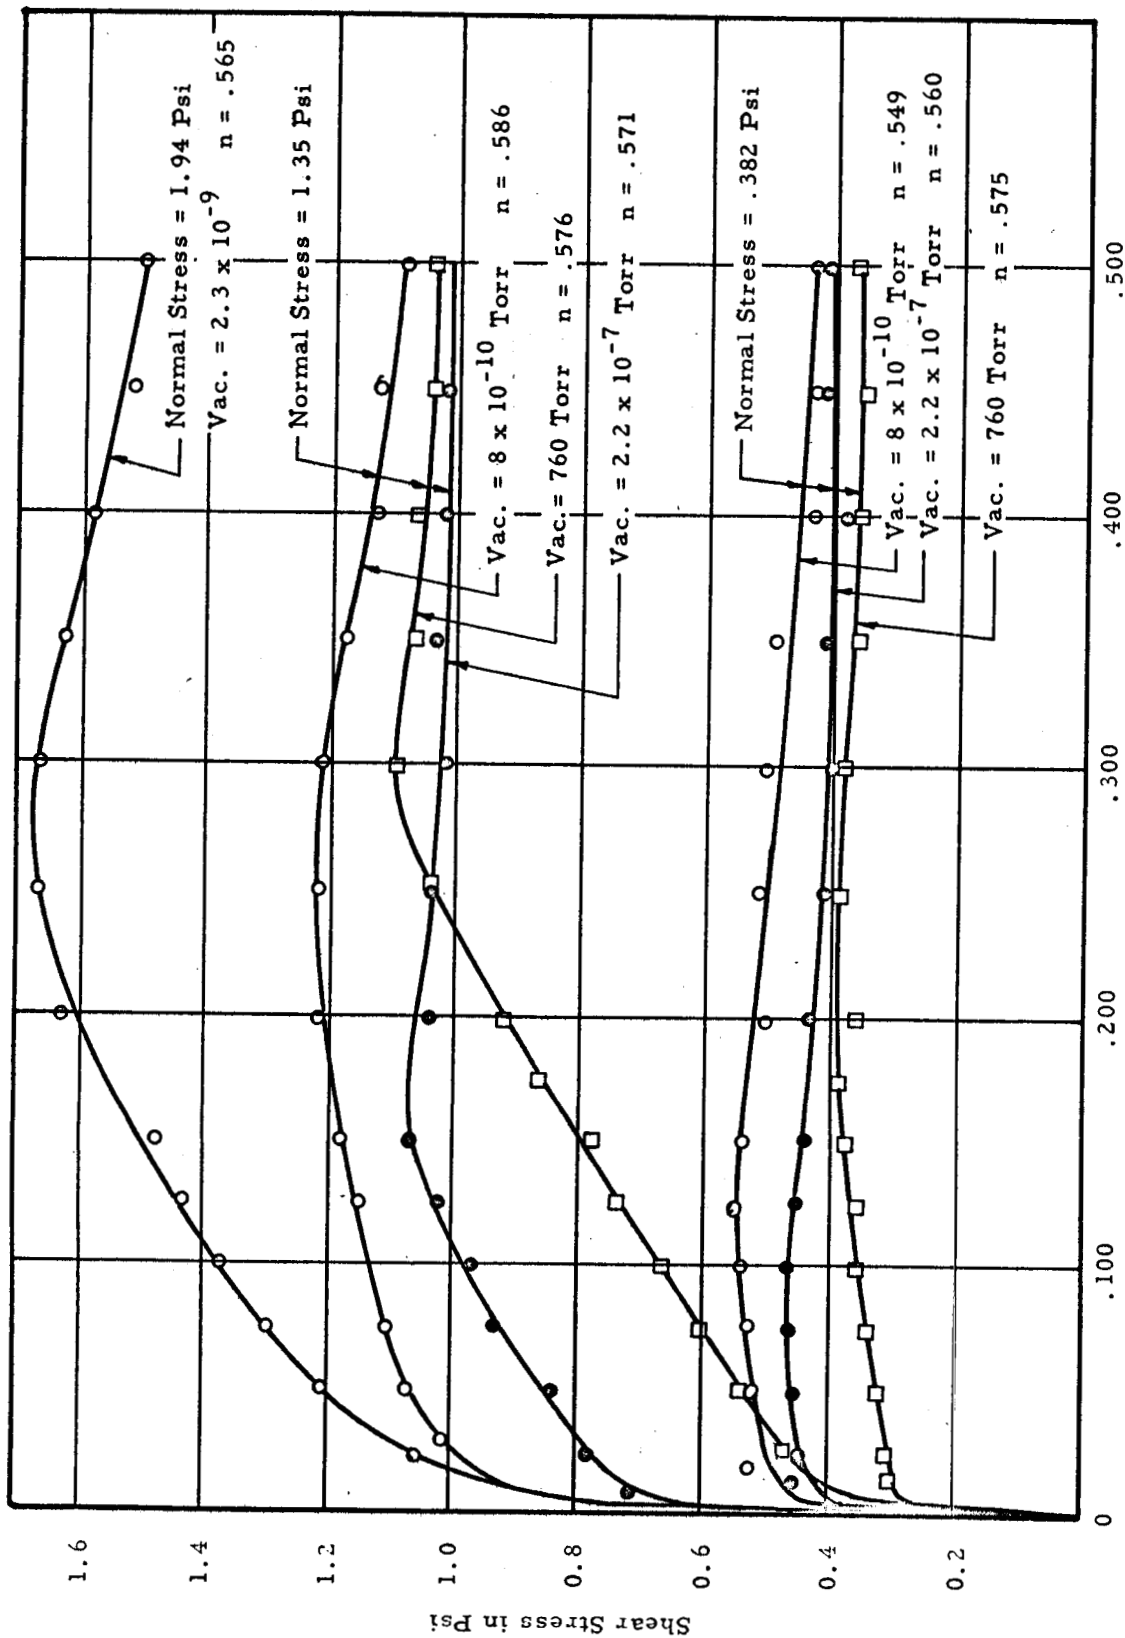 Normal Stress = 1.94 Psi
Vac. = 2.3 x 10-9 n = .565
Normal Stress = 1.35 Psi
Vac. = 8 x 10-10 Torr n = .586
Vac. = 760 Torr n = .576
Vac. = 2.2 x 10-7 Torr n = .571
Normal Stress = .382 Psi
Vac. = 8 x 10-10 Torr n = .549
Vac. = 2.2 x 10-7 Torr n = .560
Vac. = 760 Torr n = .575
1.6
1.4
1.2
1.0
0.8
0.6
0.4
0.2
Shear Stress in Psi
0
.100
.200
.300
.400
.500